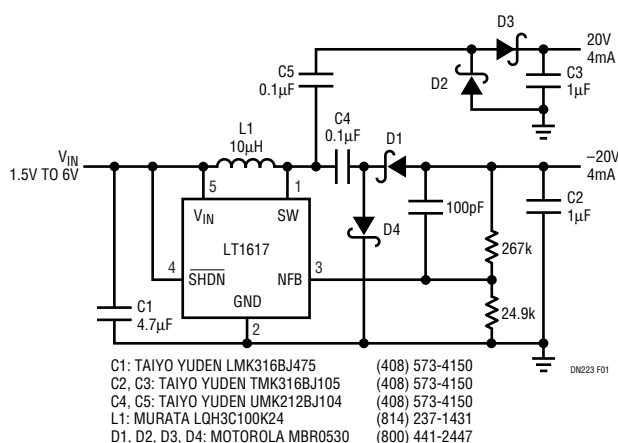 D3
20V
4mA
C5
0.1µF
D2
C3
1µF
L1
10µH
C4
0.1µF
D1
VIN
1.5V TO 6V
–20V
4mA
5
1
VIN
SW
100pF
C2
1µF
D4
LT1617
267k
4
SHDN
NFB
3
GND
24.9k
C1
4.7µF
2
DN223 F01
C1: TAIYO YUDEN LMK316BJ475 (408) 573-4150
C2, C3: TAIYO YUDEN TMK316BJ105 (408) 573-4150
C4, C5: TAIYO YUDEN UMK212BJ104 (408) 573-4150
L1: MURATA LQH3C100K24 (814) 237-1431
D1, D2, D3, D4: MOTOROLA MBR0530 (800) 441-2447